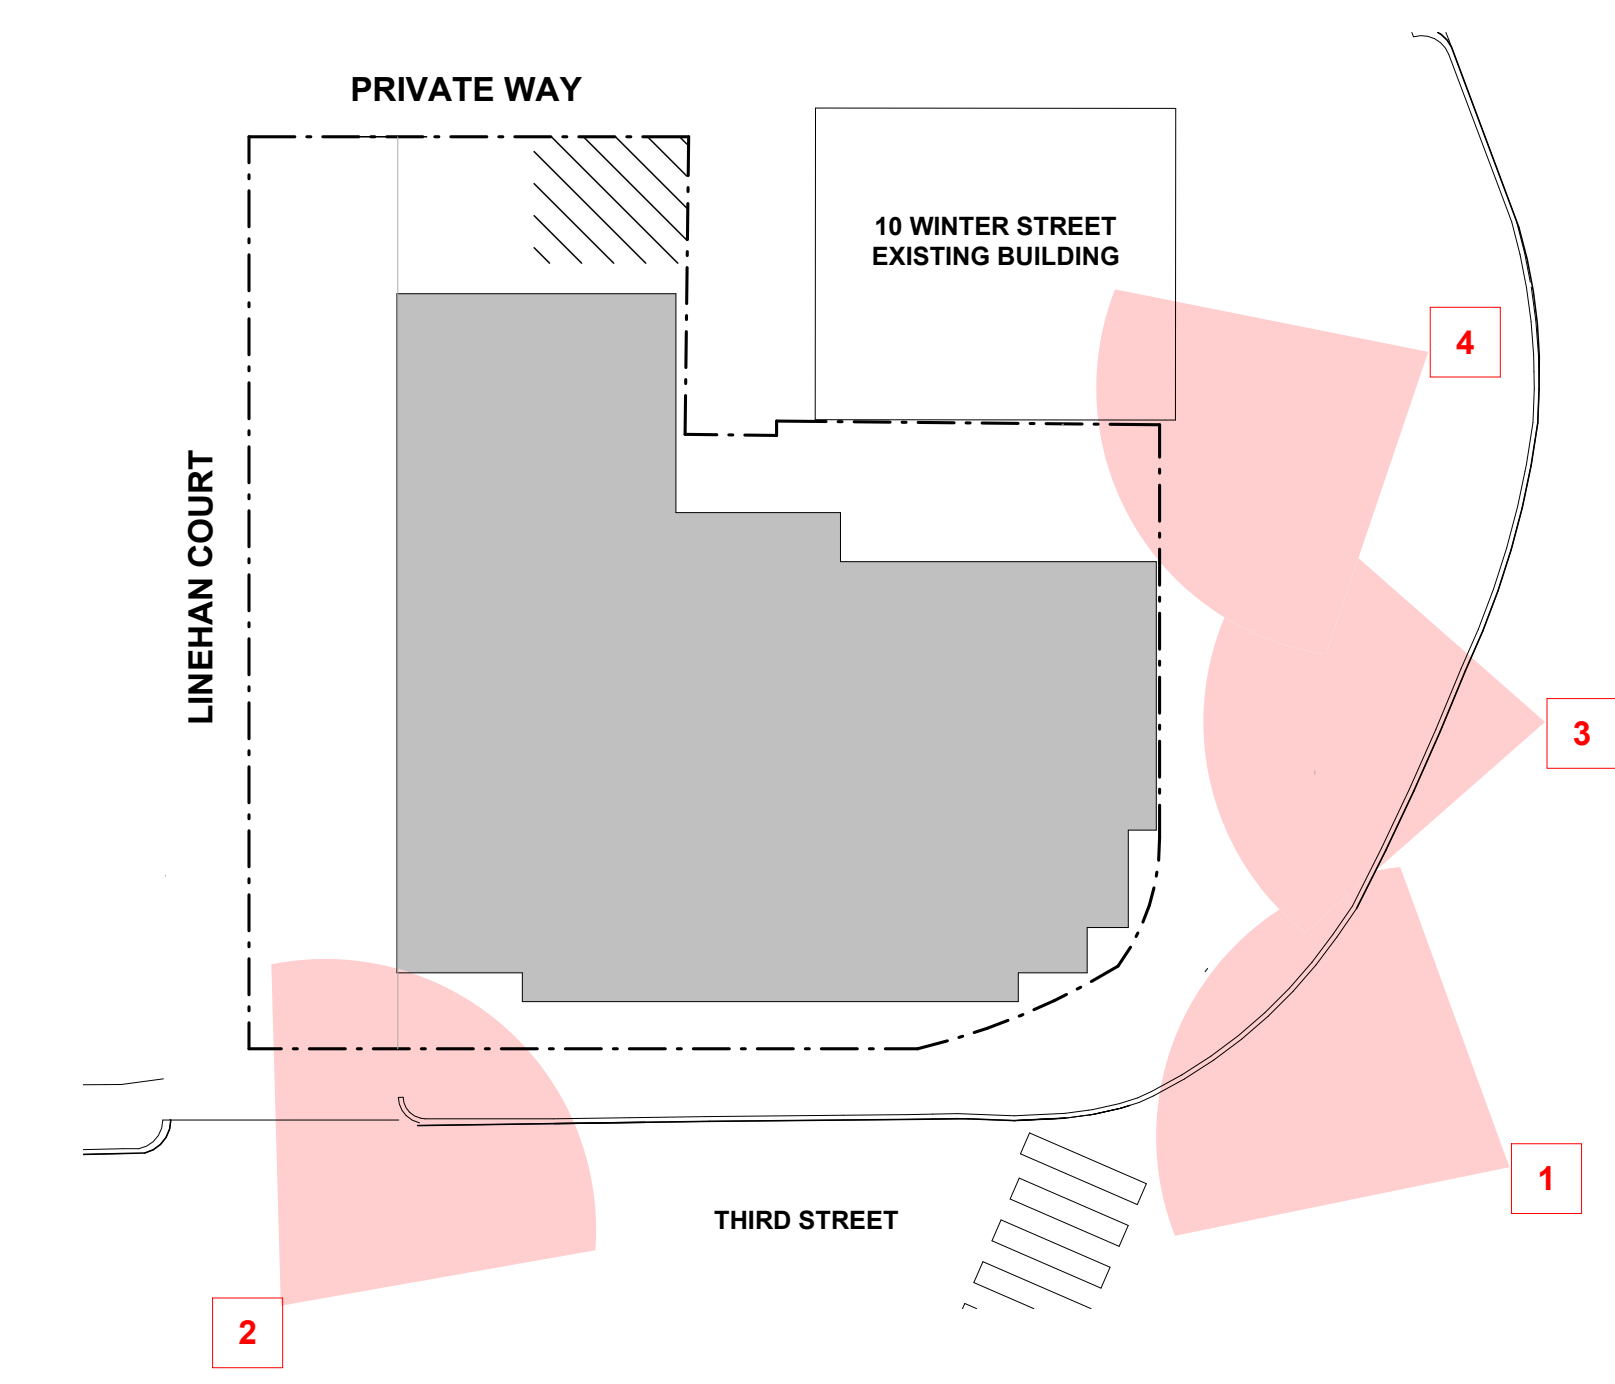 PRIVATE WAY
10 WINTER STREET
EXISTING BUILDING
4
LINEHAN COURT
3
1
THIRD STREET
2